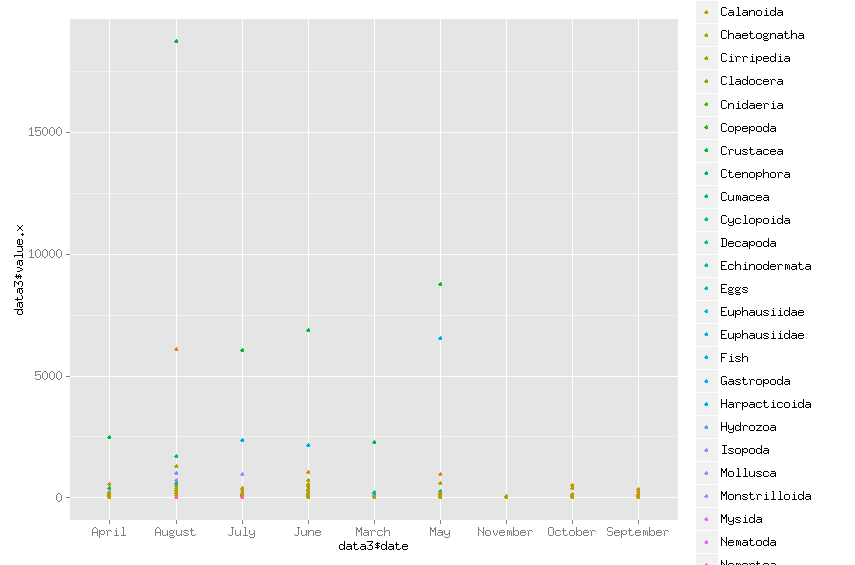 15000
10000
5000
0
data3$value.x
April August July June March May November October September
data3$date
Calanoida
Chaetognatha
Cirripedia
Cladocera
Cnidaeria
Copepoda
Crustacea
Ctenophora
Cumacea
Cyclopoida
Decapoda
Echinodermata
Eggs
Euphausiidae
Euphausiidae
Fish
Gastropoda
Harpacticoida
Hydrozoa
Isopoda
Mollusca
Monstrilloida
Mysida
Nematoda